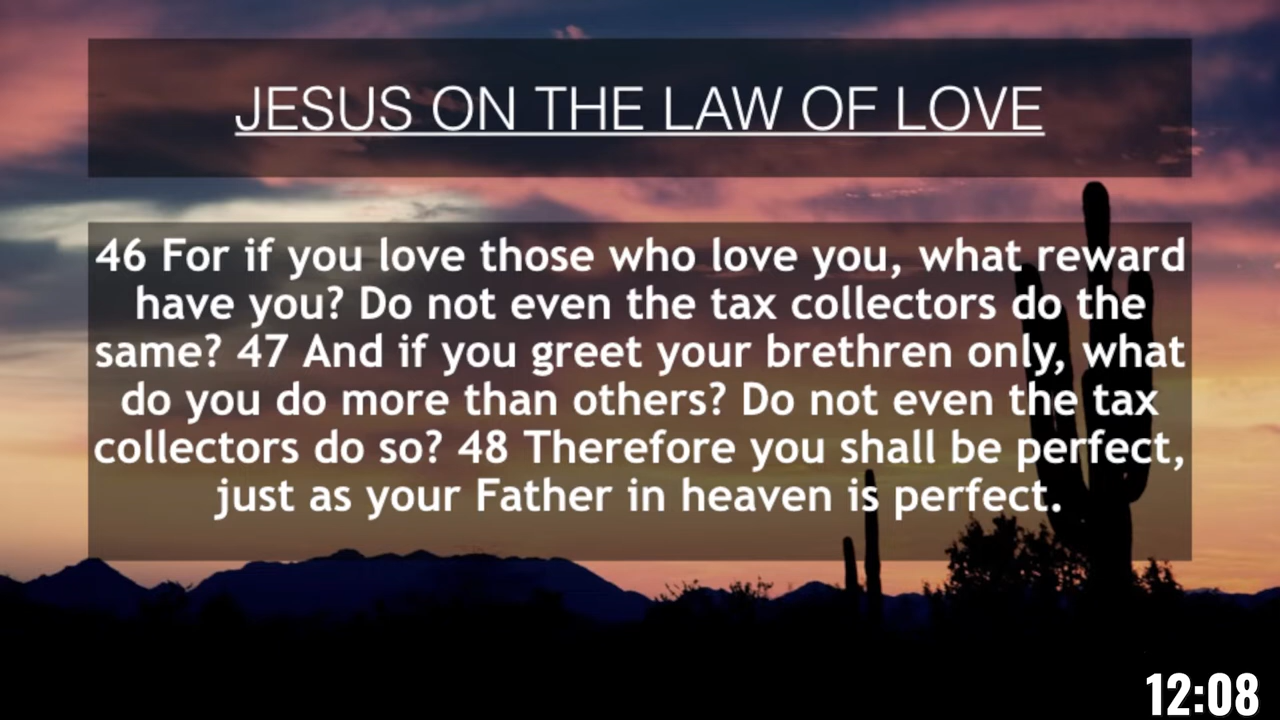 JESUS ON THE LAW OF LOVE
46 For if you love those who love you, what reward
have you? Do not even the tax collectors do the
same? 47 And if you greet your brethren only, what
do you do more than others? Do not even the tax
collectors do so? 48 Therefore you shall be perfect,
just as your Father in heaven is perfect.
12:08